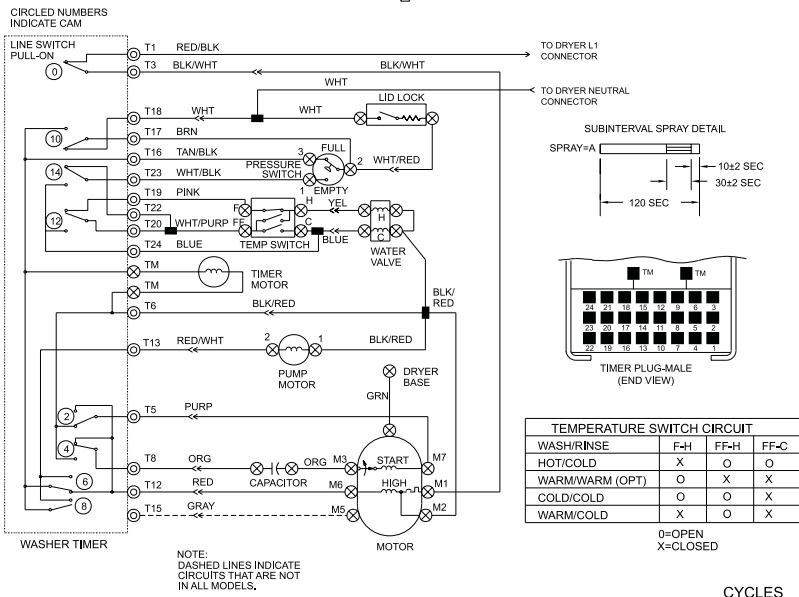 CIRCLED NUMBERS
INDICATE CAM
LINE SWITCH
PULL-ON
0
T1 RED/BLK
TO DRYER L1
CONNECTOR
T3 BLK/WHT BLK/WHT
WHT
TO DRYER NEUTRAL
CONNECTOR
LID LOCK
T18 WHT WHT
10
T17 BRN
FULL
T16 TAN/BLK 3
PRESSURE
SWITCH
2 WHT/RED
14
T23 WHT/BLK
1 EMPTY
T19 PINK
F H YEL H
T22
12
T20 WHT/PURP FF C BLUE C
T24 BLUE
TEMP SWITCH
WATER
VALVE
TM
TIMER
MOTOR
TM
T6 BLK/RED
BLK/
RED
T13 RED/WHT 2 1 BLK/RED
PUMP
MOTOR
DRYER
BASE
GRN
2
T5 PURP
4
T8 ORG ORG M3 START M7
CAPACITOR
6
T12 RED M6 HIGH M1
8
T15 GRAY M5 M2
WASHER TIMER
MOTOR
NOTE:
DASHED LINES INDICATE
CIRCUITS THAT ARE NOT
IN ALL MODELS.
SUBINTERVAL SPRAY DETAIL
SPRAY=A
10±2 SEC
30±2 SEC
120 SEC
TM TM
24 21 18 15 12 9 6 3
23 20 17 14 11 8 5 2
22 19 16 13 10 7 4 1
TIMER PLUG-MALE
(END VIEW)
TEMPERATURE SWITCH CIRCUIT
WASH/RINSE F-H FF-H FF-C
HOT/COLD X O O
WARM/WARM (OPT) O X X
COLD/COLD O O X
WARM/COLD X O X
0=OPEN
X=CLOSED
CYCLES